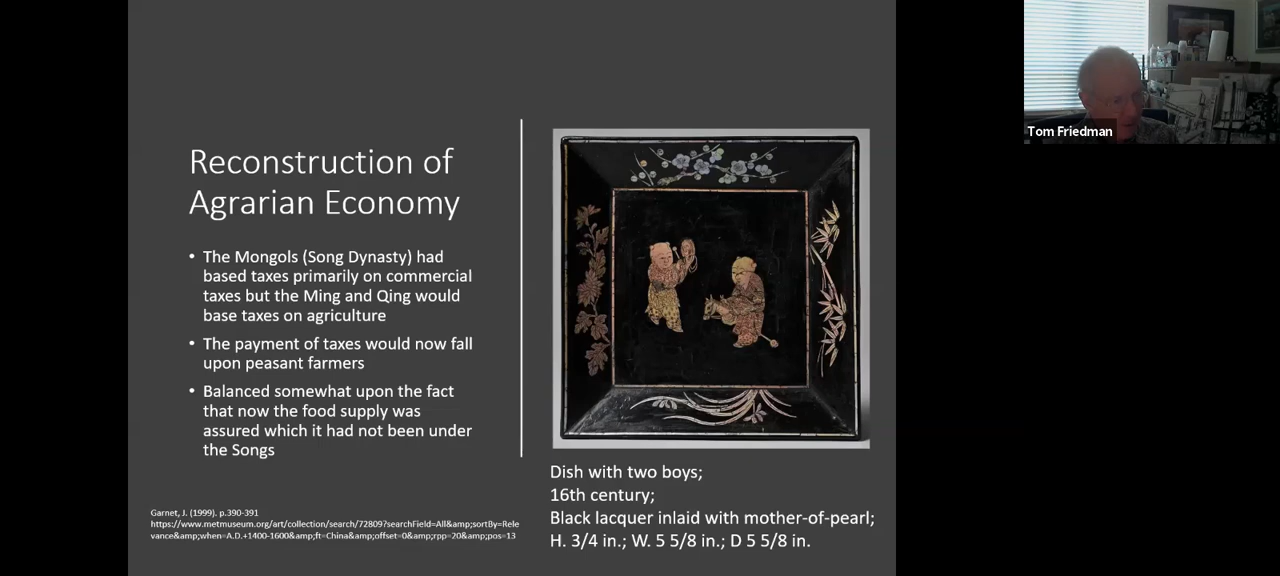 Tom Friedman
Reconstruction of
Agrarian Economy
• The Mongols (Song Dynasty) had
based taxes primarily on commercial
taxes but the Ming and Qing would
base taxes on agriculture
• The payment of taxes would now fall
upon peasant farmers
• Balanced somewhat upon the fact
that now the food supply was
assured which it had not been under
the Songs
Garnet, J. (1999). p.390-391
https://www.metmuseum.org/art/collection/search/72809?searchField=All&amp;sortBy=Rele
vance&amp;when=A.D.+1400-1600&amp;ft=China&amp;offset=0&amp;rpp=20&amp;pos=13
Dish with two boys;
16th century;
Black lacquer inlaid with mother-of-pearl;
H. 3/4 in.; W. 5 5/8 in.; D 5 5/8 in.